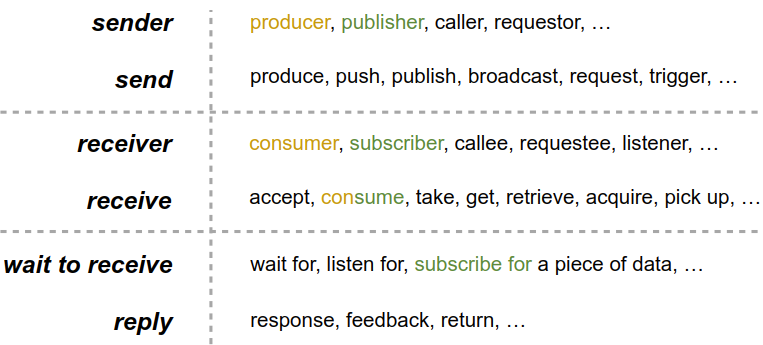 sender producer, publisher, caller, requestor, …
send produce, push, publish, broadcast, request, trigger, …
receiver consumer, subscriber, callee, requestee, listener, …
receive accept, consume, take, get, retrieve, acquire, pick up, …
wait to receive wait for, listen for, subscribe for a piece of data, …
reply response, feedback, return, …